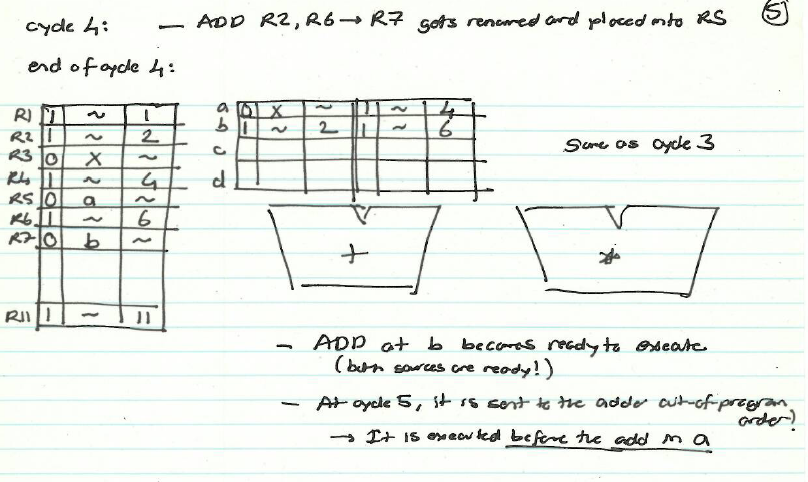 5
cycle 4: — ADD R2, R6 → R7 gets renamed and placed into RS
end of cycle 4:
R1 1 ~ 1
R2 1 ~ 2
R3 0 x ~
R4 1 ~ 4
R5 0 a ~
R6 1 ~ 6
R7 0 b ~
R11 1 ~ 11
a 0 x ~ 1 ~ 4
b 1 ~ 2 1 ~ 6
c
d
Same as cycle 3
+
*
– ADD at b becomes ready to execute
(both sources are ready!)
– At cycle 5, it is sent to the adder out-of-program
order!
→ It is executed before the add in a